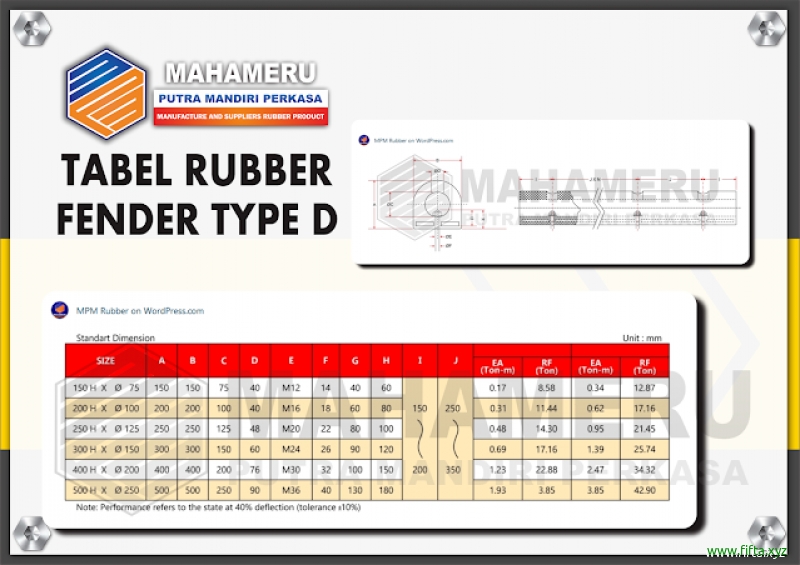 MAHAMERU
PUTRA MANDIRI PERKASA
MANUFACTURE AND SUPPLIERS RUBBER PRODUCT
TABEL RUBBER
FENDER TYPE D
MPM Rubber on WordPress.com
MAHAMERU
PUTRA MANDIRI PERKASA
MPM Rubber on WordPress.com
Standart Dimension Unit : mm
SIZE A B C D E F G H I J EA (Ton-m) RF (Ton) EA (Ton-m) RF (Ton)
150 H X Ø 75 150 150 75 40 M12 14 40 60 0.17 8.58 0.34 12.87
200 H X Ø 100 200 200 100 40 M16 18 60 80 150 250 0.31 11.44 0.62 17.16
250 H X Ø 125 250 250 125 48 M20 22 80 100 0.48 14.30 0.95 21.45
300 H X Ø 150 300 300 150 60 M24 26 90 120 0.69 17.16 1.39 25.74
400 H X Ø 200 400 400 200 76 M30 32 100 150 200 350 1.23 22.88 2.47 34.32
500 H X Ø 250 500 500 250 90 M36 40 130 180 1.93 3.85 3.85 42.90
Note: Performance refers to the state at 40% deflection (tolerance ±10%)
MAHAMERU
PUTRA MANDIRI PERKASA
www.fifta.xyz